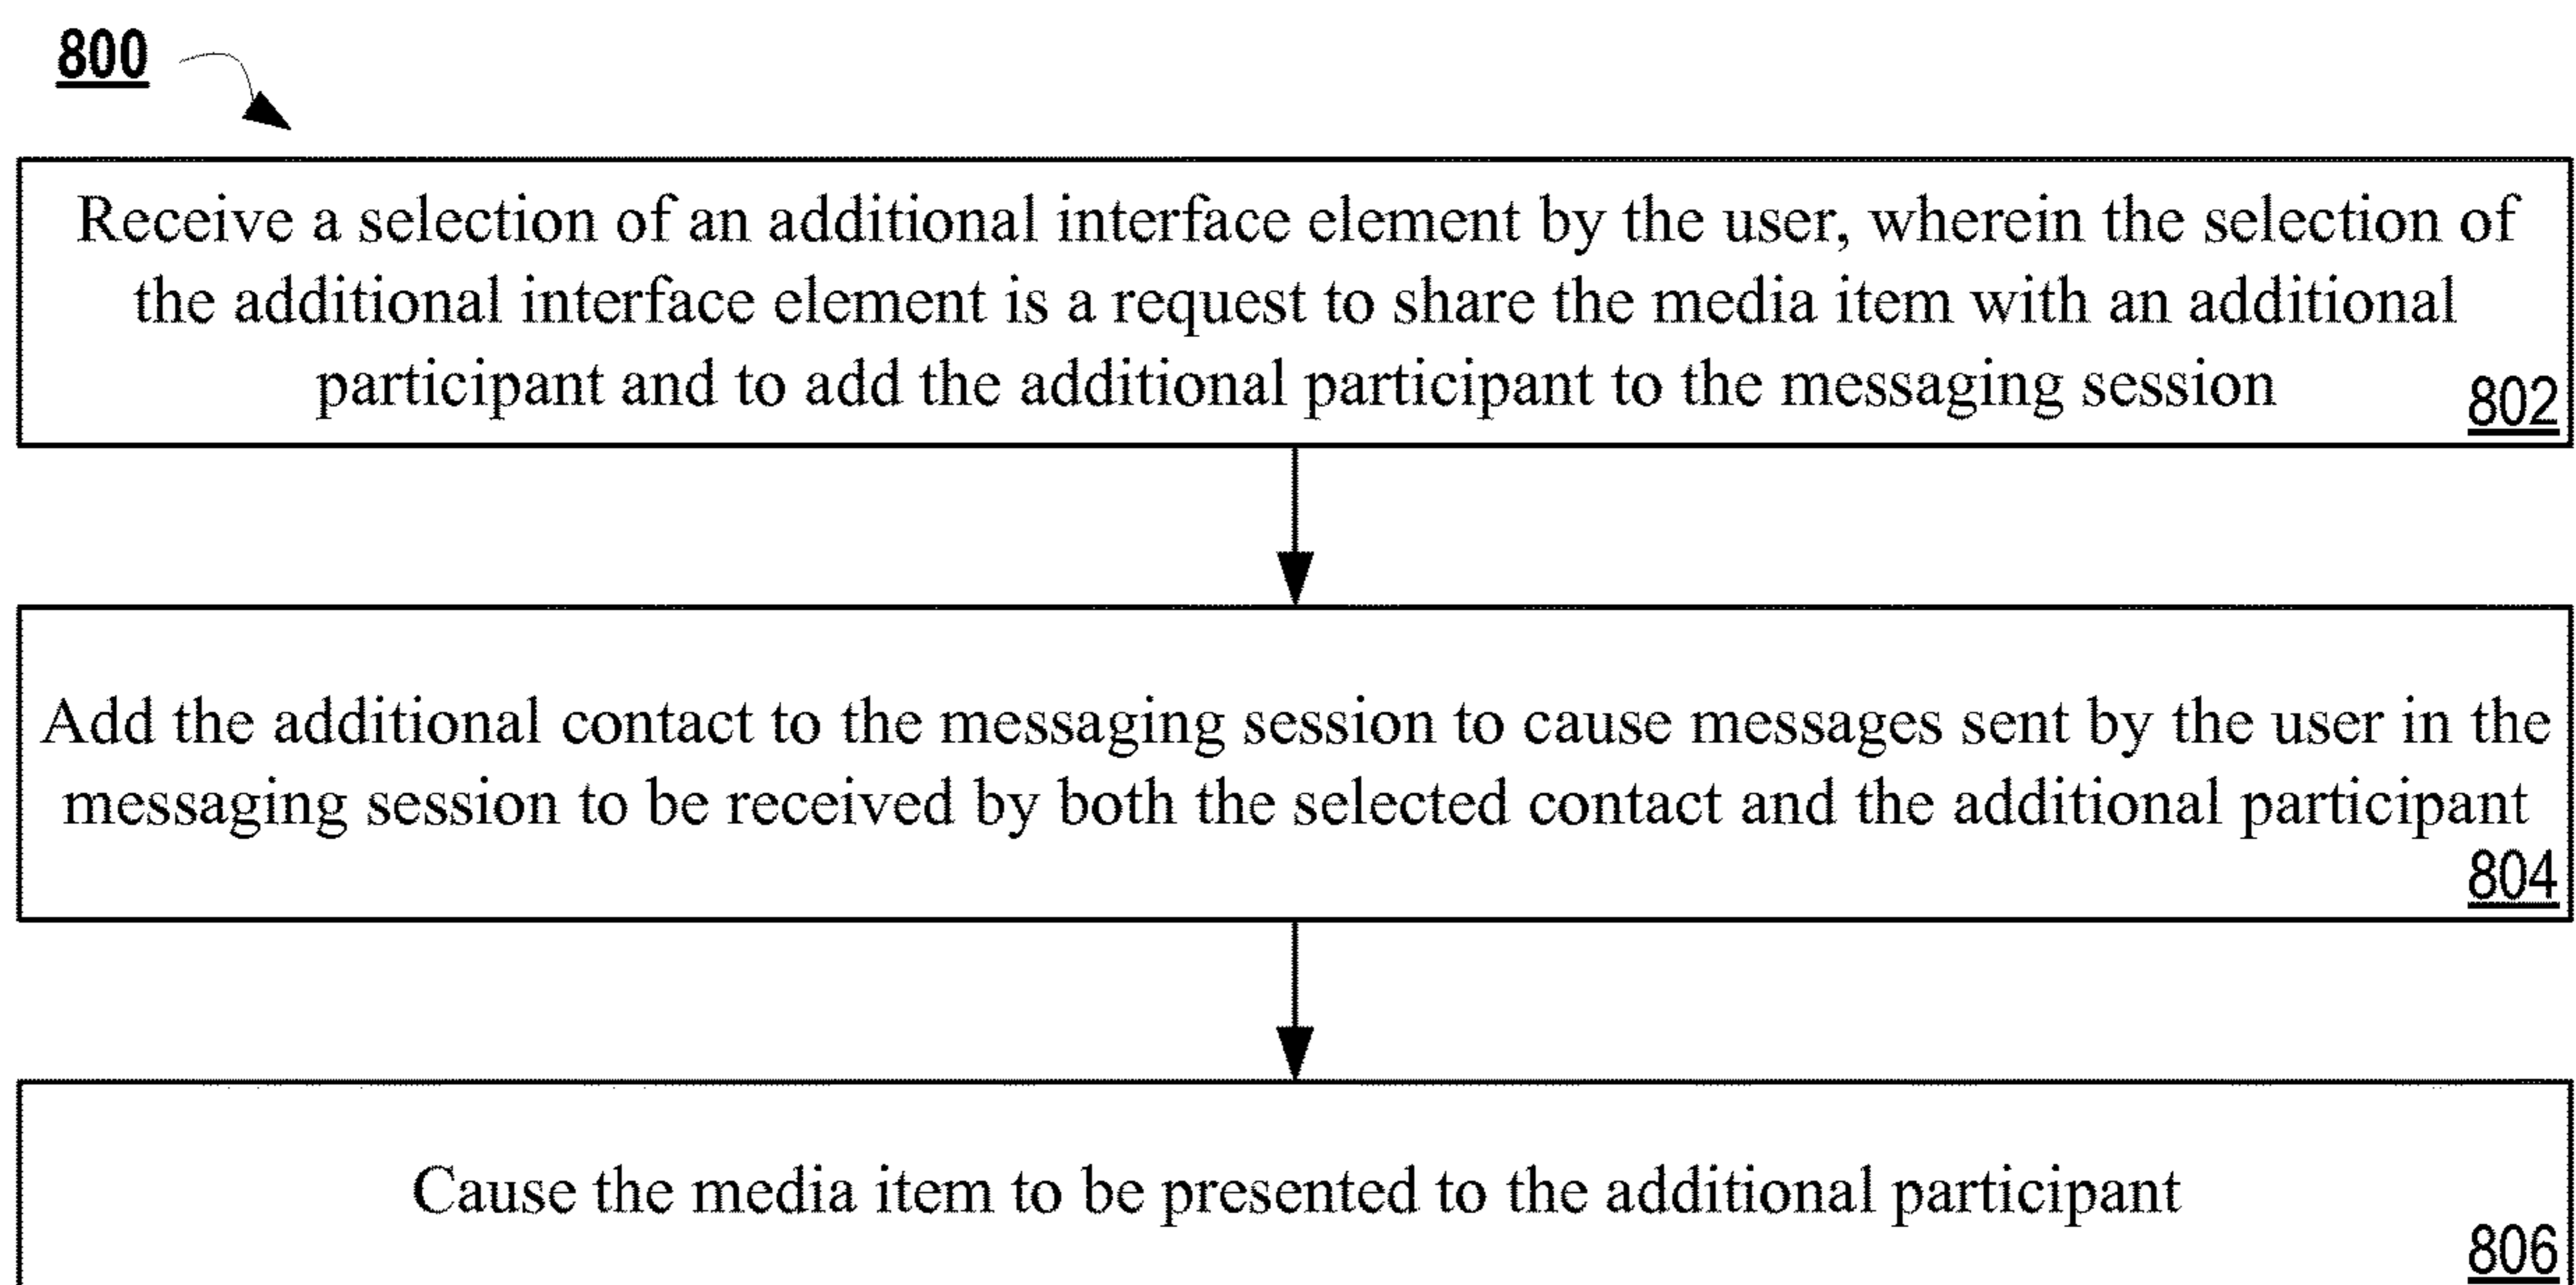 800
Receive a selection of an additional interface element by the user, wherein the selection of
the additional interface element is a request to share the media item with an additional
participant and to add the additional participant to the messaging session
802
Add the additional contact to the messaging session to cause messages sent by the user in the
messaging session to be received by both the selected contact and the additional participant
804
Cause the media item to be presented to the additional participant
806